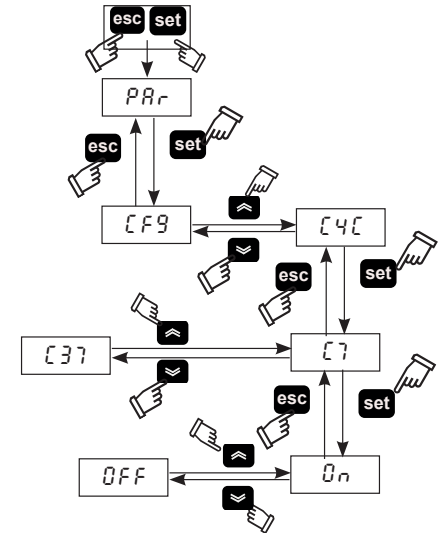 esc set
PAr
esc set
CF9
C4C
esc set
C37
C7
esc set
OFF
On